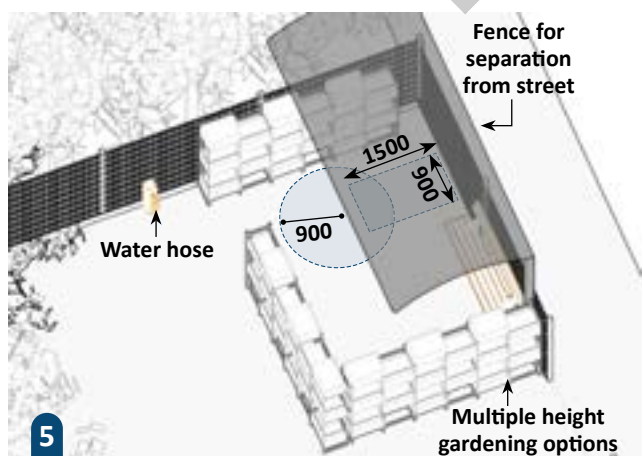 Fence for
separation
from street
1500
900
900
Water hose
Multiple height
gardening options
5